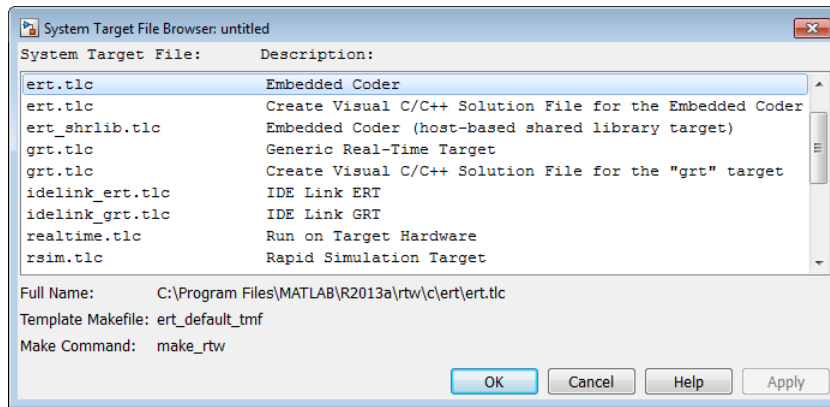 System Target File Browser: untitled
System Target File: Description:
ert.tlc Embedded Coder
ert.tlc Create Visual C/C++ Solution File for the Embedded Coder
ert_shrlib.tlc Embedded Coder (host-based shared library target)
grt.tlc Generic Real-Time Target
grt.tlc Create Visual C/C++ Solution File for the "grt" target
idelink_ert.tlc IDE Link ERT
idelink_grt.tlc IDE Link GRT
realtime.tlc Run on Target Hardware
rsim.tlc Rapid Simulation Target
Full Name: C:\Program Files\MATLAB\R2013a\rtw\c\ert\ert.tlc
Template Makefile: ert_default_tmf
Make Command: make_rtw
OK Cancel Help Apply